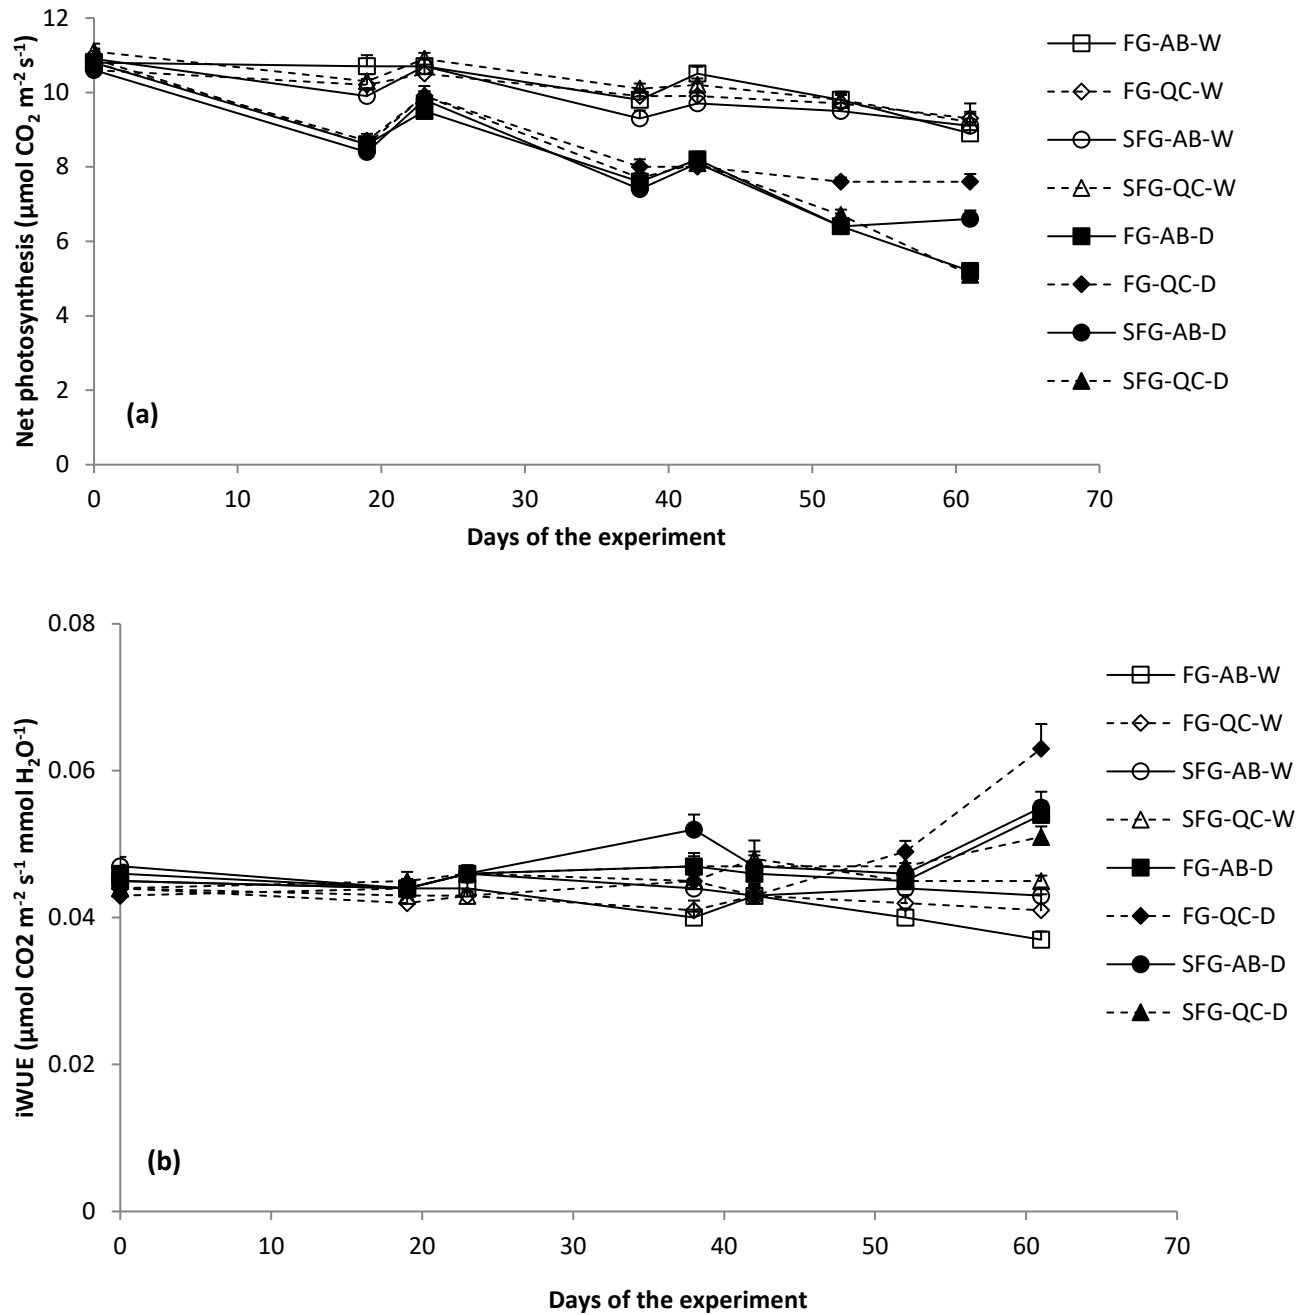 12
10
8
6
4
2
0
Net photosynthesis (µmol CO₂ m⁻² s⁻¹)
(a)
0 10 20 30 40 50 60 70
Days of the experiment
FG-AB-W
FG-QC-W
SFG-AB-W
SFG-QC-W
FG-AB-D
FG-QC-D
SFG-AB-D
SFG-QC-D
0.08
0.06
0.04
0.02
0
iWUE (µmol CO2 m⁻² s⁻¹ mmol H₂O⁻¹)
(b)
0 10 20 30 40 50 60 70
Days of the experiment
FG-AB-W
FG-QC-W
SFG-AB-W
SFG-QC-W
FG-AB-D
FG-QC-D
SFG-AB-D
SFG-QC-D